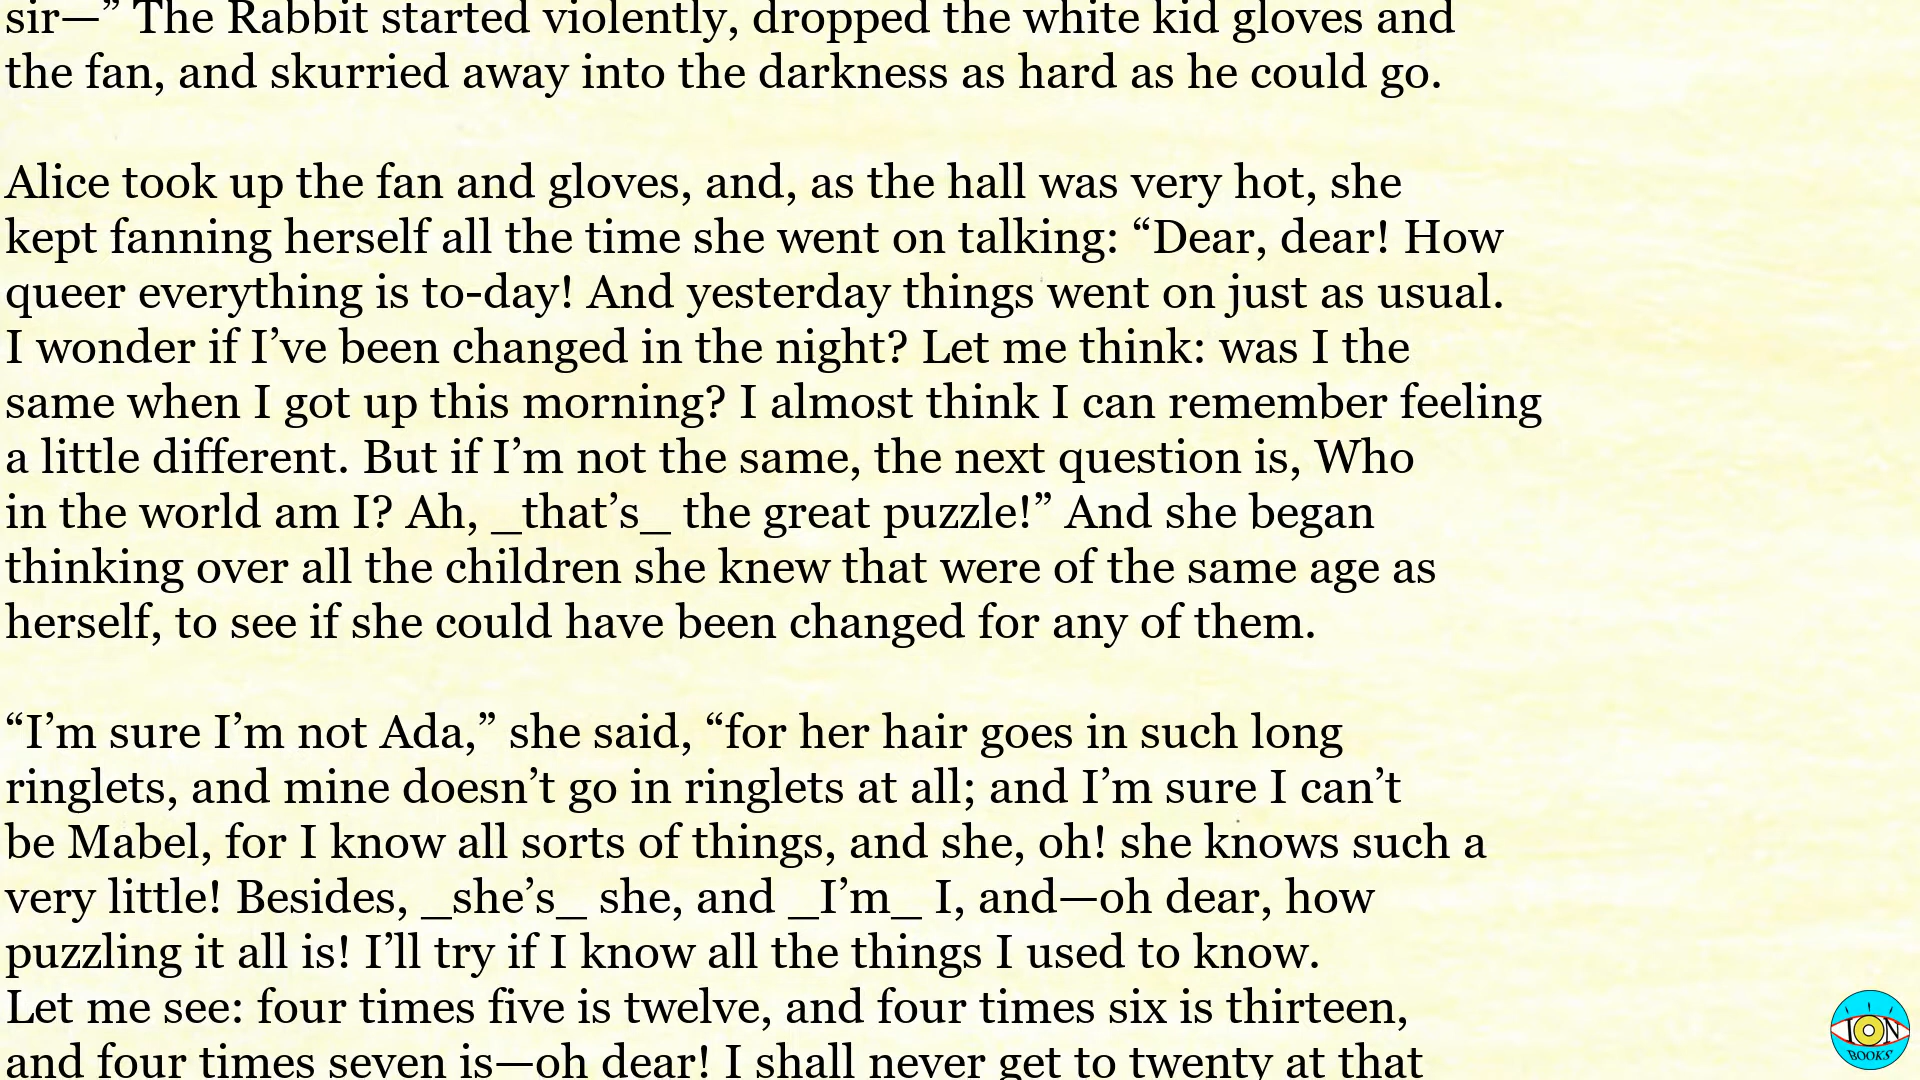 sir—” The Rabbit started violently, dropped the white kid gloves and
the fan, and skurried away into the darkness as hard as he could go.
Alice took up the fan and gloves, and, as the hall was very hot, she
kept fanning herself all the time she went on talking: “Dear, dear! How
queer everything is to-day! And yesterday things went on just as usual.
I wonder if I’ve been changed in the night? Let me think: was I the
same when I got up this morning? I almost think I can remember feeling
a little different. But if I’m not the same, the next question is, Who
in the world am I? Ah, _that’s_ the great puzzle!” And she began
thinking over all the children she knew that were of the same age as
herself, to see if she could have been changed for any of them.
“I’m sure I’m not Ada,” she said, “for her hair goes in such long
ringlets, and mine doesn’t go in ringlets at all; and I’m sure I can’t
be Mabel, for I know all sorts of things, and she, oh! she knows such a
very little! Besides, _she’s_ she, and _I’m_ I, and—oh dear, how
puzzling it all is! I’ll try if I know all the things I used to know.
Let me see: four times five is twelve, and four times six is thirteen,
and four times seven is—oh dear! I shall never get to twenty at that
ION
BOOKS